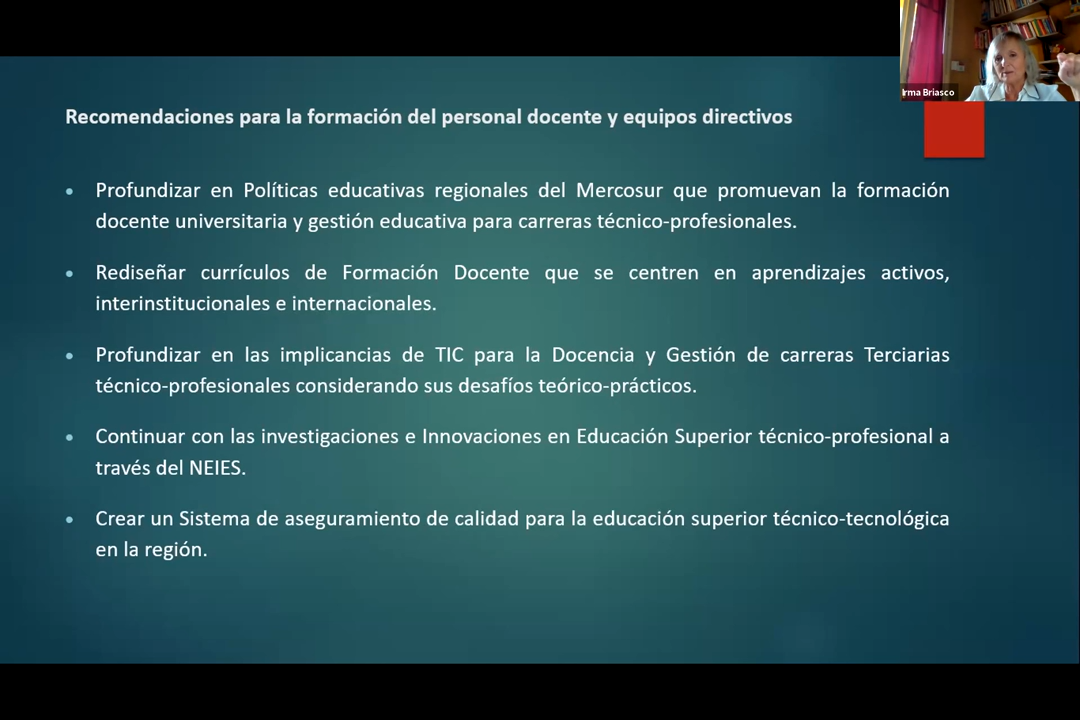 Irma Briasco
Recomendaciones para la formación del personal docente y equipos directivos
• Profundizar en Políticas educativas regionales del Mercosur que promuevan la formación
docente universitaria y gestión educativa para carreras técnico-profesionales.
• Rediseñar currículos de Formación Docente que se centren en aprendizajes activos,
interinstitucionales e internacionales.
• Profundizar en las implicancias de TIC para la Docencia y Gestión de carreras Terciarias
técnico-profesionales considerando sus desafíos teórico-prácticos.
• Continuar con las investigaciones e Innovaciones en Educación Superior técnico-profesional a
través del NEIES.
• Crear un Sistema de aseguramiento de calidad para la educación superior técnico-tecnológica
en la región.